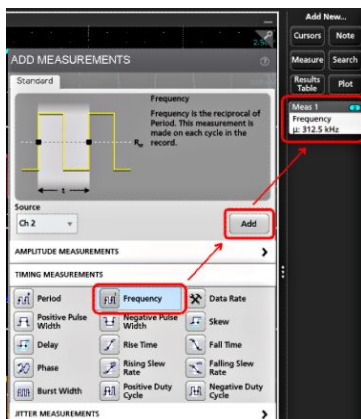 Add New...
Cursors Note
Measure Search
Results Table Plot
Meas 1
Frequency
μ: 312.5 kHz
ADD MEASUREMENTS
Standard
Frequency
Frequency is the reciprocal of
Period. This measurement is
made on each cycle in the
record.
t
Source
Ch 2
Add
AMPLITUDE MEASUREMENTS
TIMING MEASUREMENTS
Period Frequency Data Rate
Positive Pulse Width Negative Pulse Width Skew
Delay Rise Time Fall Time
Phase Rising Slew Rate Falling Slew Rate
Burst Width Positive Duty Cycle Negative Duty Cycle
JITTER MEASUREMENTS